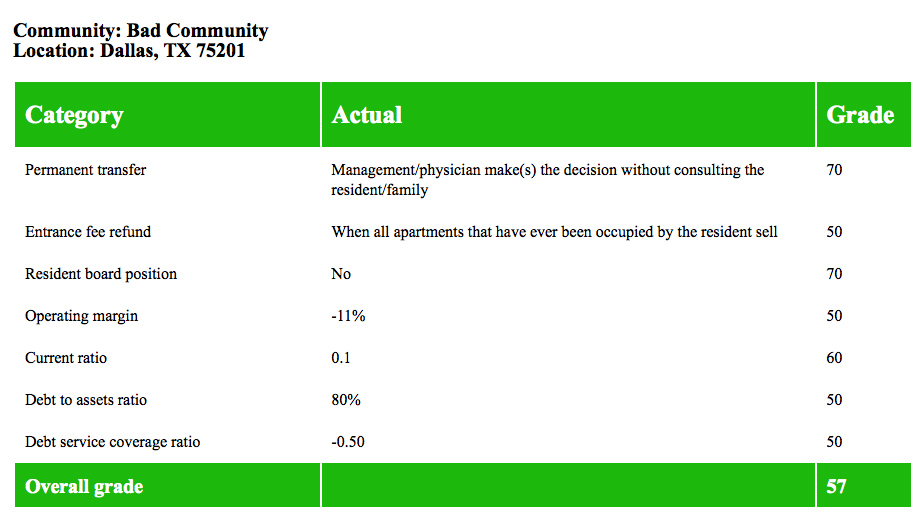 Community: Bad Community
Location: Dallas, TX 75201
Category Actual Grade
Permanent transfer Management/physician make(s) the decision without consulting the 70
resident/family
Entrance fee refund When all apartments that have ever been occupied by the resident sell 50
Resident board position No 70
Operating margin -11% 50
Current ratio 0.1 60
Debt to assets ratio 80% 50
Debt service coverage ratio -0.50 50
Overall grade 57